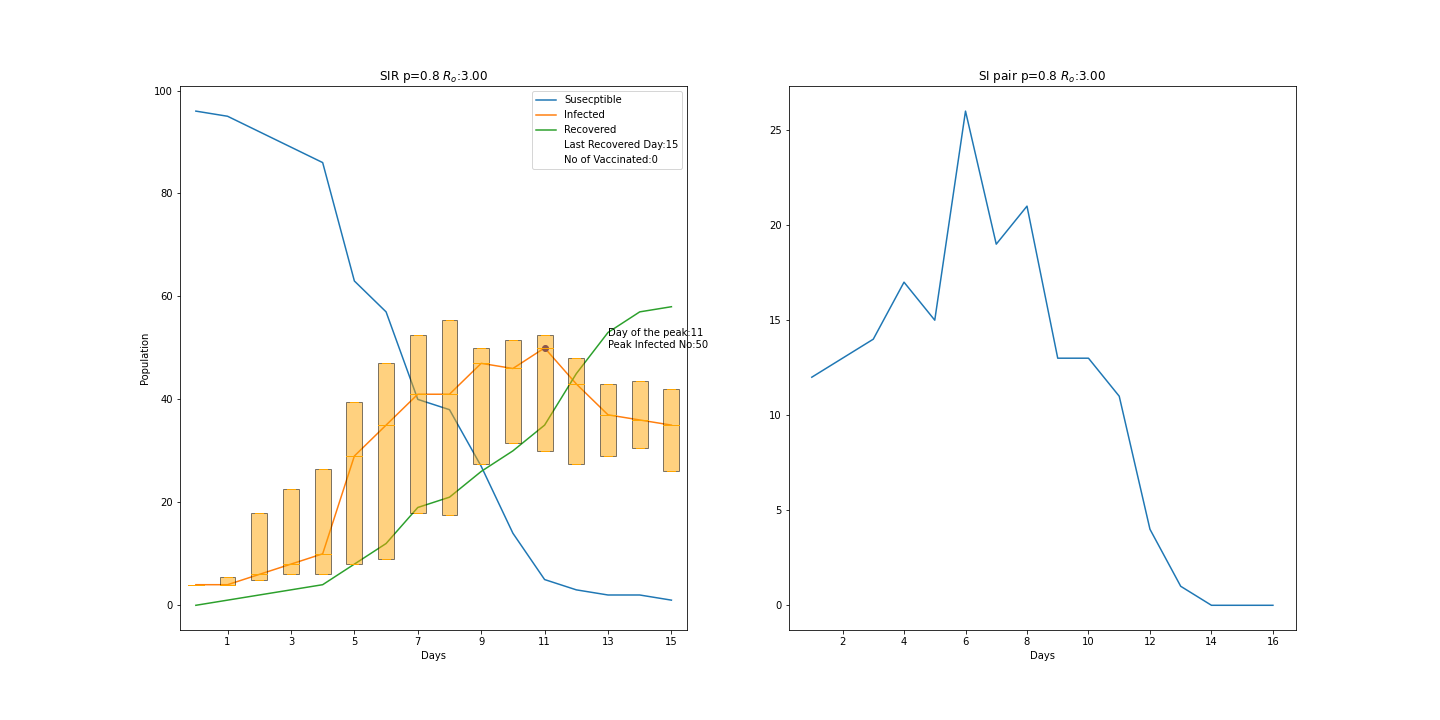 SIR p=0.8 Rₒ:3.00
Susecptible
Infected
Recovered
Last Recovered Day:15
No of Vaccinated:0
100
80
60
40
20
0
Population
Day of the peak:11
Peak Infected No:50
1 3 5 7 9 11 13 15
Days
SI pair p=0.8 Rₒ:3.00
25
20
15
10
5
0
2 4 6 8 10 12 14 16
Days